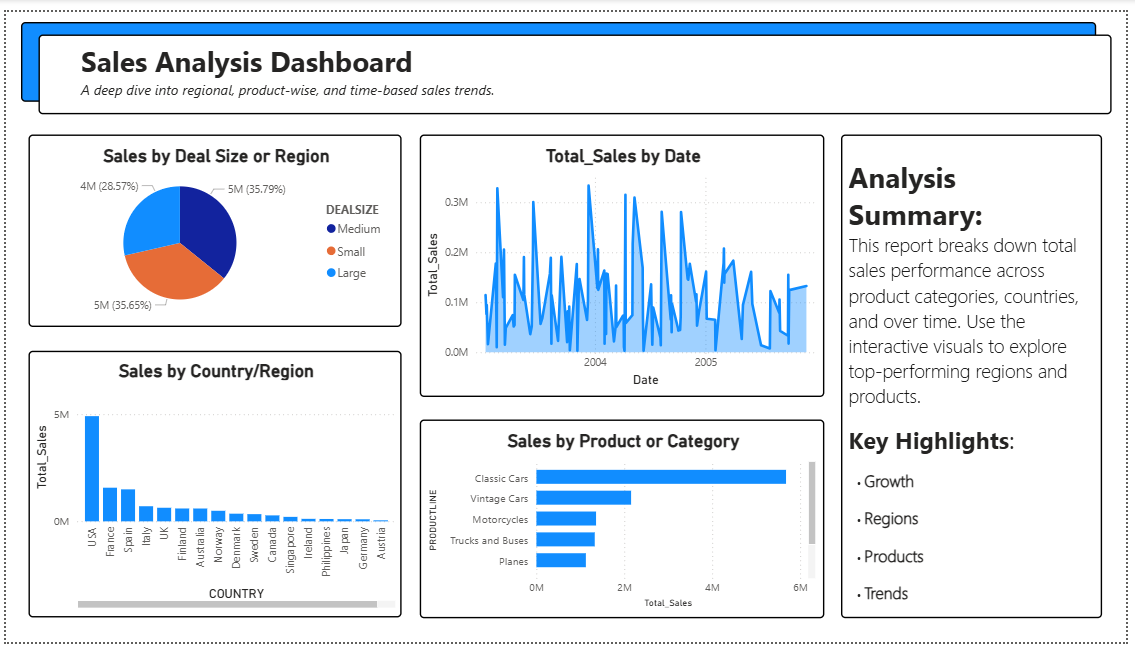 Sales Analysis Dashboard
A deep dive into regional, product-wise, and time-based sales trends.
Sales by Deal Size or Region
4M (28.57%)
5M (35.79%)
5M (35.65%)
DEALSIZE
Medium
Small
Large
Total_Sales by Date
Total_Sales
0.3M
0.2M
0.1M
0.0M
2004
2005
Date
Sales by Country/Region
Total_Sales
5M
0M
USA
France
Spain
Italy
UK
Finland
Australia
Norway
Denmark
Sweden
Canada
Singapore
Ireland
Philippines
Japan
Germany
Austria
COUNTRY
Sales by Product or Category
PRODUCTLINE
Classic Cars
Vintage Cars
Motorcycles
Trucks and Buses
Planes
0M
2M
4M
6M
Total_Sales
Analysis
Summary:
This report breaks down total
sales performance across
product categories, countries,
and over time. Use the
interactive visuals to explore
top-performing regions and
products.
Key Highlights:
• Growth
• Regions
• Products
• Trends